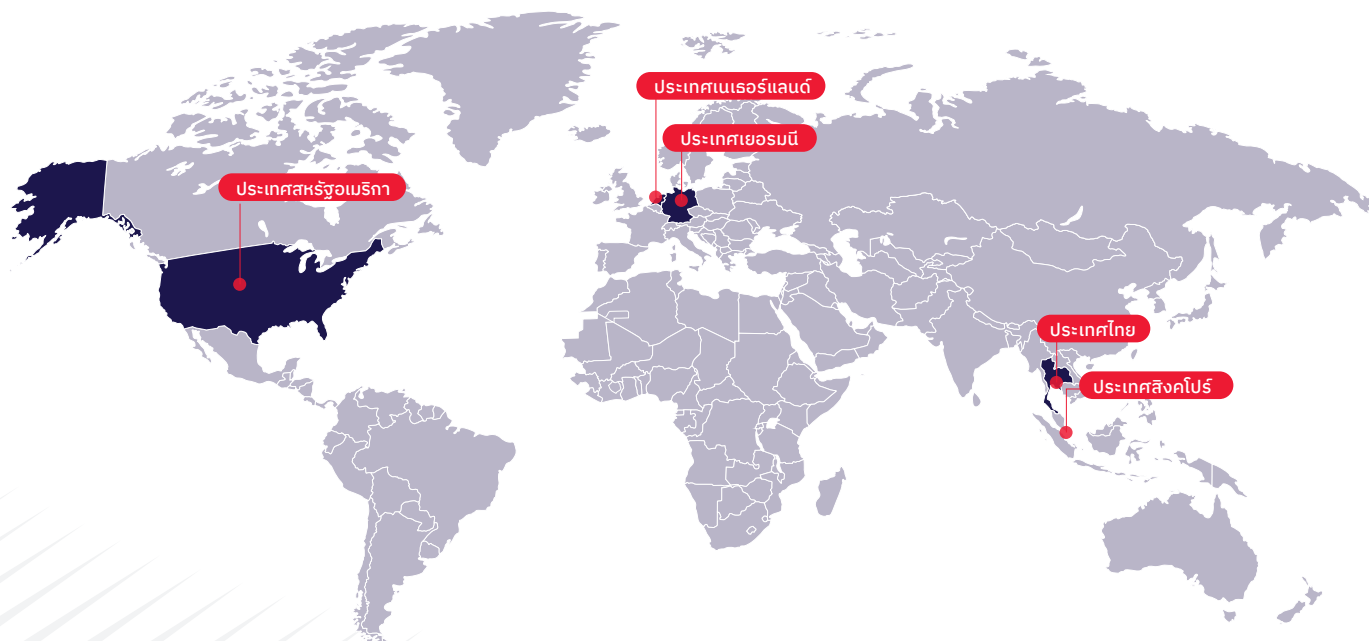 ประเทศเนเธอร์แลนด์
ประเทศเยอรมนี
ประเทศสหรัฐอเมริกา
ประเทศไทย
ประเทศสิงคโปร์